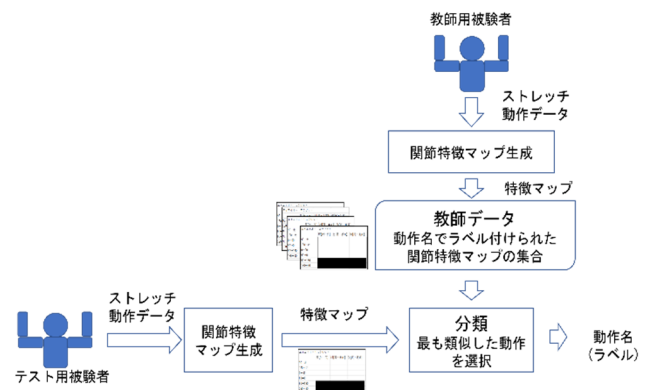 教師用被験者
ストレッチ
動作データ
関節特徴マップ生成
特徴マップ
教師データ
動作名でラベル付けられた
関節特徴マップの集合
ストレッチ
動作データ
テスト用被験者
関節特徴
マップ生成
特徴マップ
分類
最も類似した動作
を選択
動作名
(ラベル)